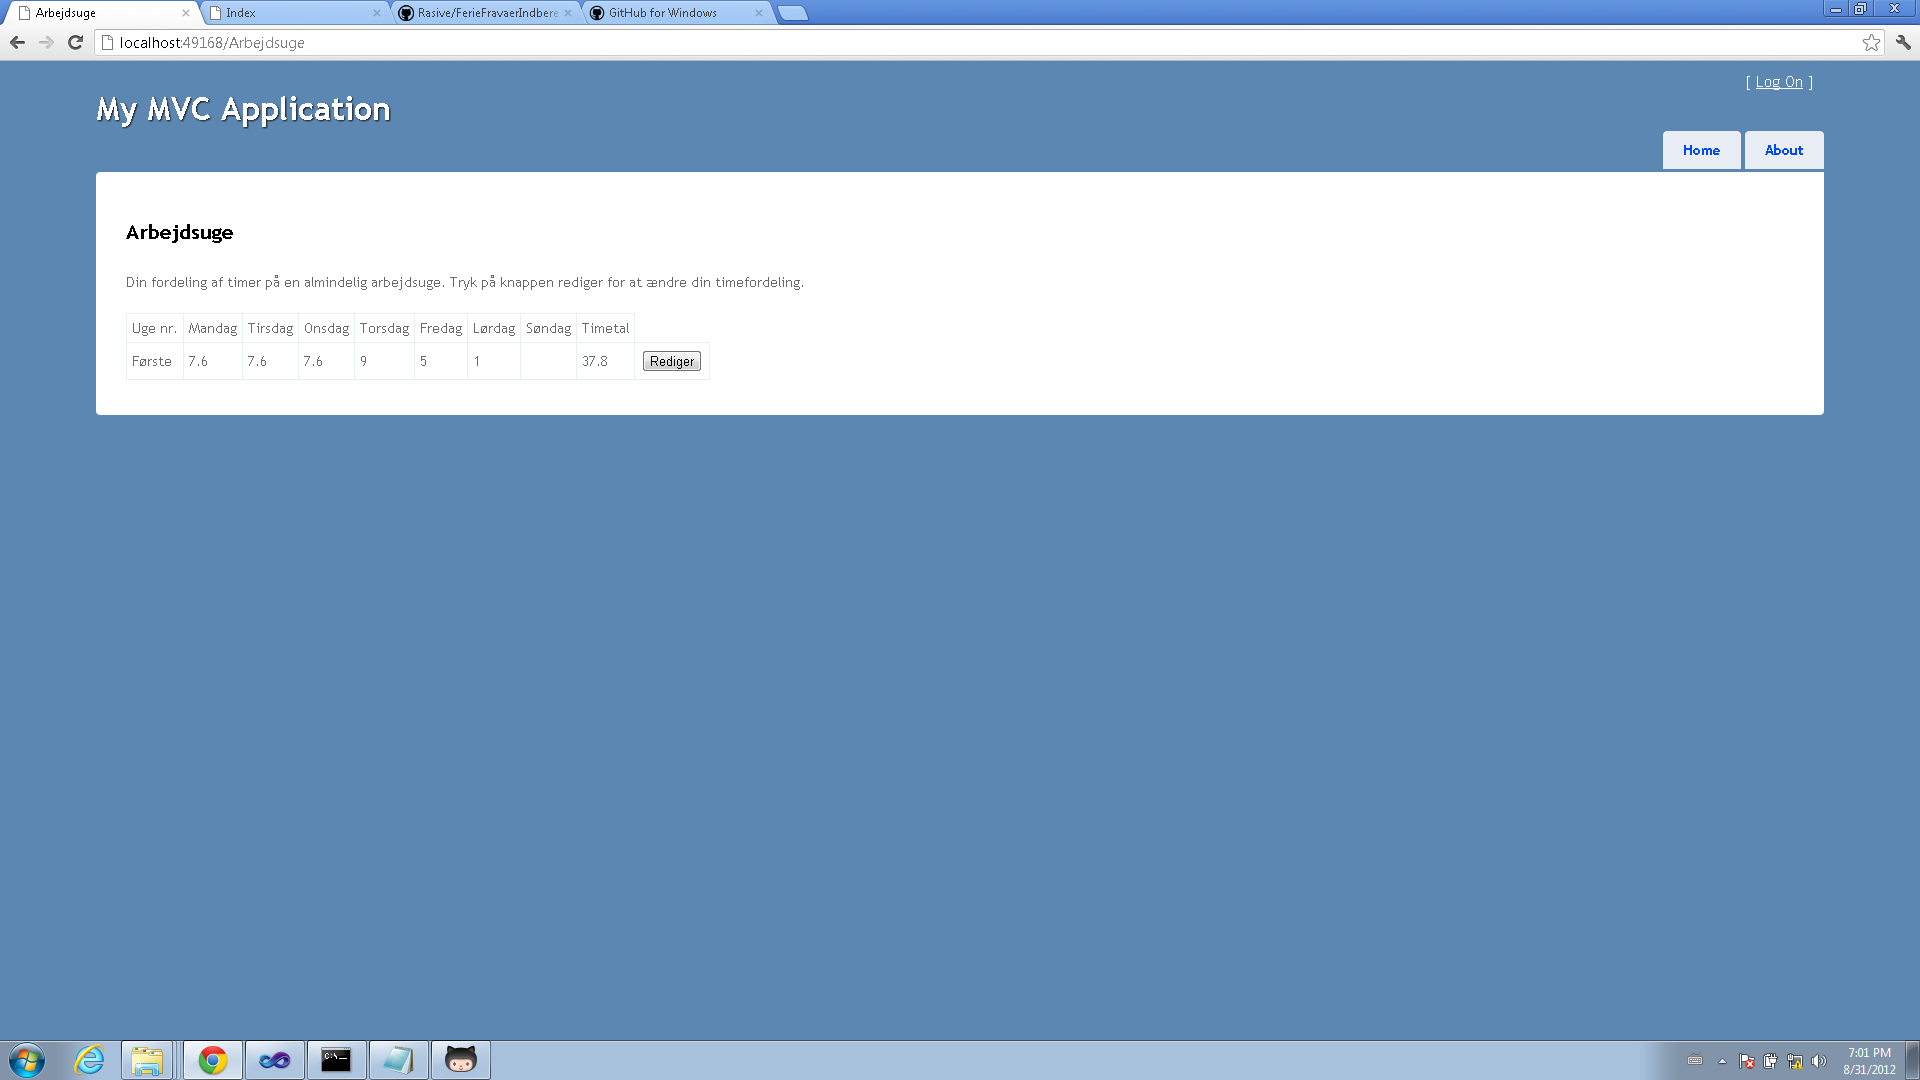 Arbejdsuge
Index
Rasive/FerieFravaerIndbere
GitHub for Windows
localhost:49168/Arbejdsuge
[ Log On ]
My MVC Application
Home
About
Arbejdsuge
Din fordeling af timer på en almindelig arbejdsuge. Tryk på knappen rediger for at ændre din timefordeling.
Uge nr. Mandag Tirsdag Onsdag Torsdag Fredag Lørdag Søndag Timetal
Første 7.6 7.6 7.6 9 5 1 37.8 Rediger
C:\_
7:01 PM
8/31/2012